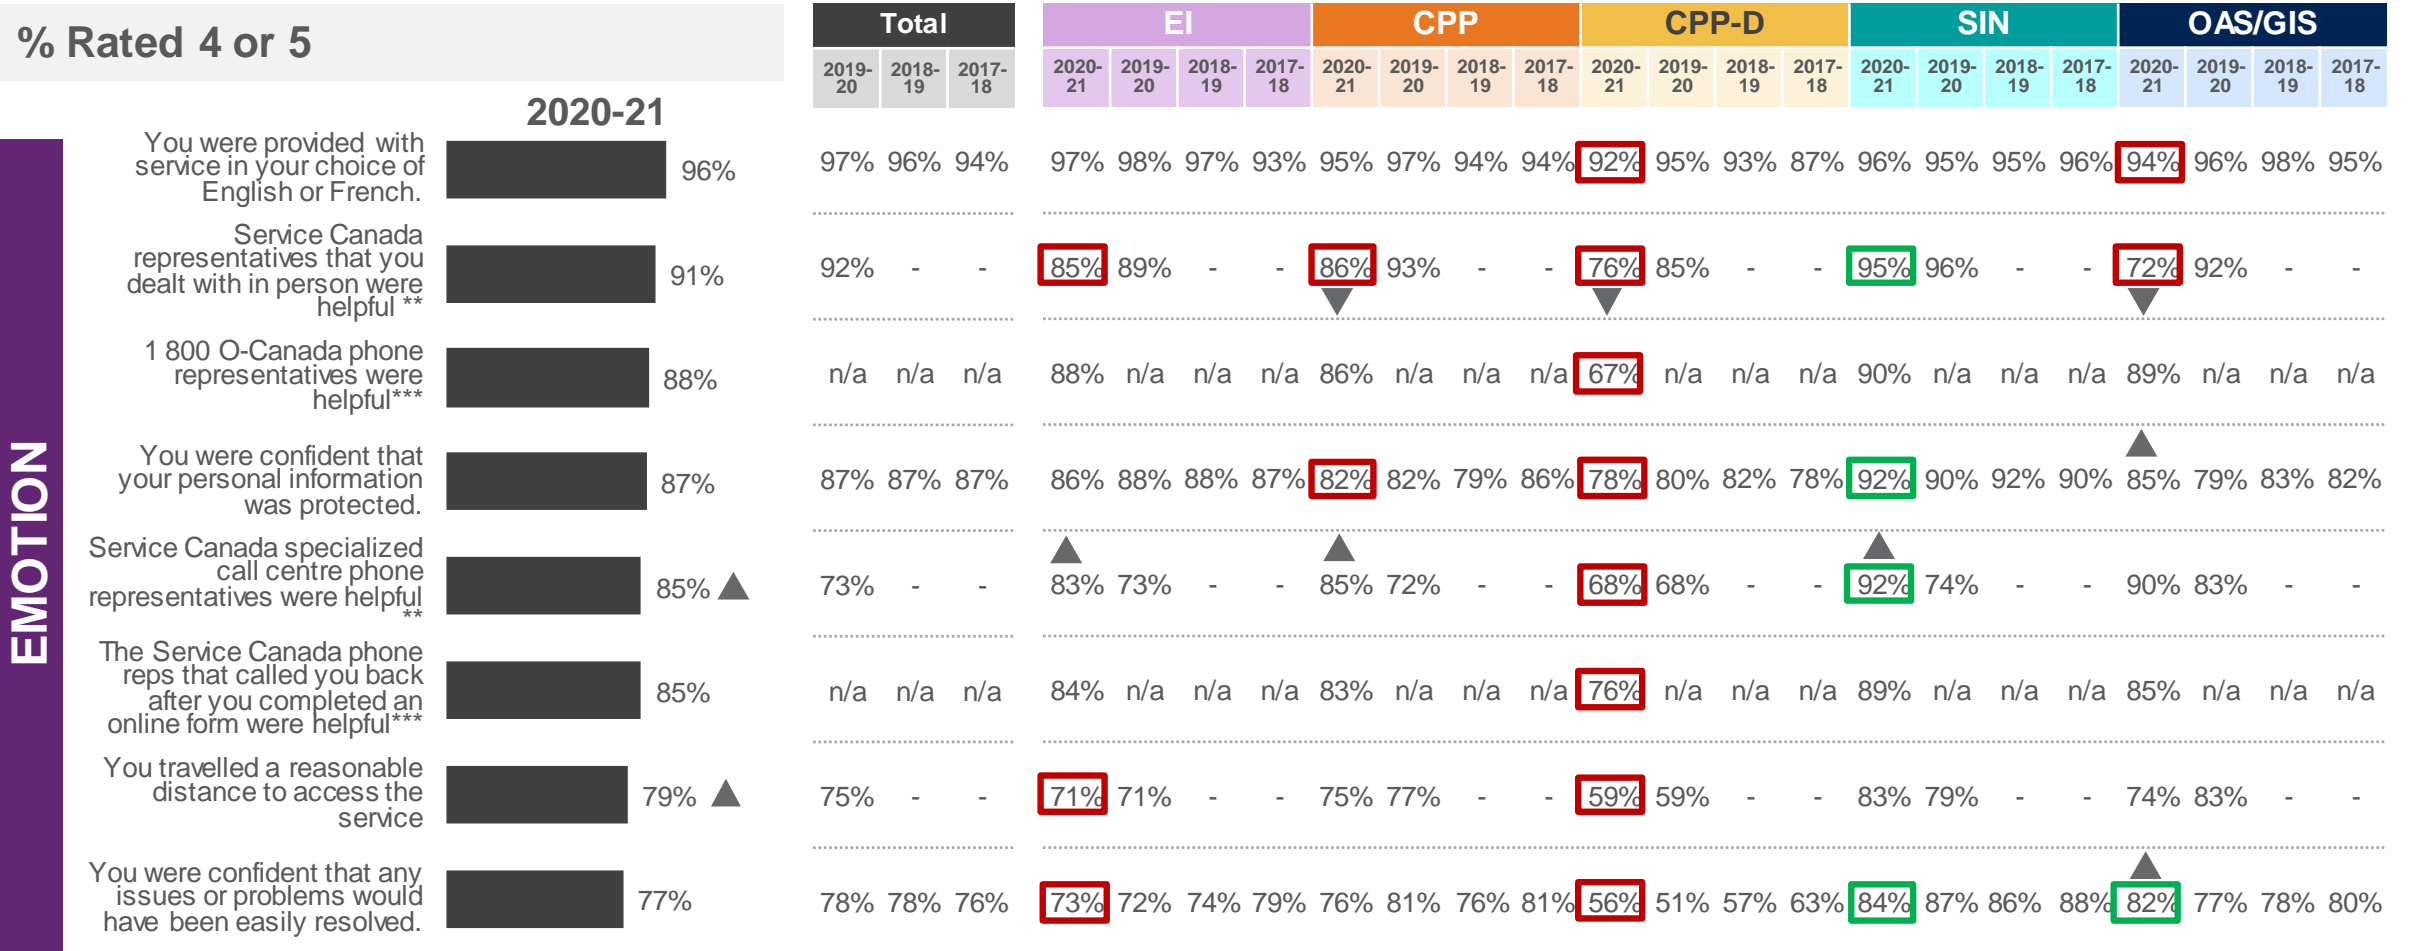 % Rated 4 or 5
Total EI CPP CPP-D SIN OAS/GIS
2019-20 2018-19 2017-18 2020-21 2019-20 2018-19 2017-18 2020-21 2019-20 2018-19 2017-18 2020-21 2019-20 2018-19 2017-18 2020-21 2019-20 2018-19 2017-18 2020-21 2019-20 2018-19 2017-18
2020-21
EMOTION
You were provided with
service in your choice of
English or French.
96% 97% 96% 94% 97% 98% 97% 93% 95% 97% 94% 94% 92% 95% 93% 87% 96% 95% 95% 96% 94% 96% 98% 95%
Service Canada
representatives that you
dealt with in person were
helpful **
91% 92% - - 85% 89% - - 86% 93% - - 76% 85% - - 95% 96% - - 72% 92% - -
1 800 O-Canada phone
representatives were
helpful***
88% n/a n/a n/a 88% n/a n/a n/a 86% n/a n/a n/a 67% n/a n/a n/a 90% n/a n/a n/a 89% n/a n/a n/a
You were confident that
your personal information
was protected.
87% 87% 87% 87% 86% 88% 88% 87% 82% 82% 79% 86% 78% 80% 82% 78% 92% 90% 92% 90% 85% 79% 83% 82%
Service Canada specialized
call centre phone
representatives were helpful
**
85% 73% - - 83% 73% - - 85% 72% - - 68% 68% - - 92% 74% - - 90% 83% - -
The Service Canada phone
reps that called you back
after you completed an
online form were helpful***
85% n/a n/a n/a 84% n/a n/a n/a 83% n/a n/a n/a 76% n/a n/a n/a 89% n/a n/a n/a 85% n/a n/a n/a
You travelled a reasonable
distance to access the
service
79% 75% - - 71% 71% - - 75% 77% - - 59% 59% - - 83% 79% - - 74% 83% - -
You were confident that any
issues or problems would
have been easily resolved.
77% 78% 78% 76% 73% 72% 74% 79% 76% 81% 76% 81% 56% 51% 57% 63% 84% 87% 86% 88% 82% 77% 78% 80%